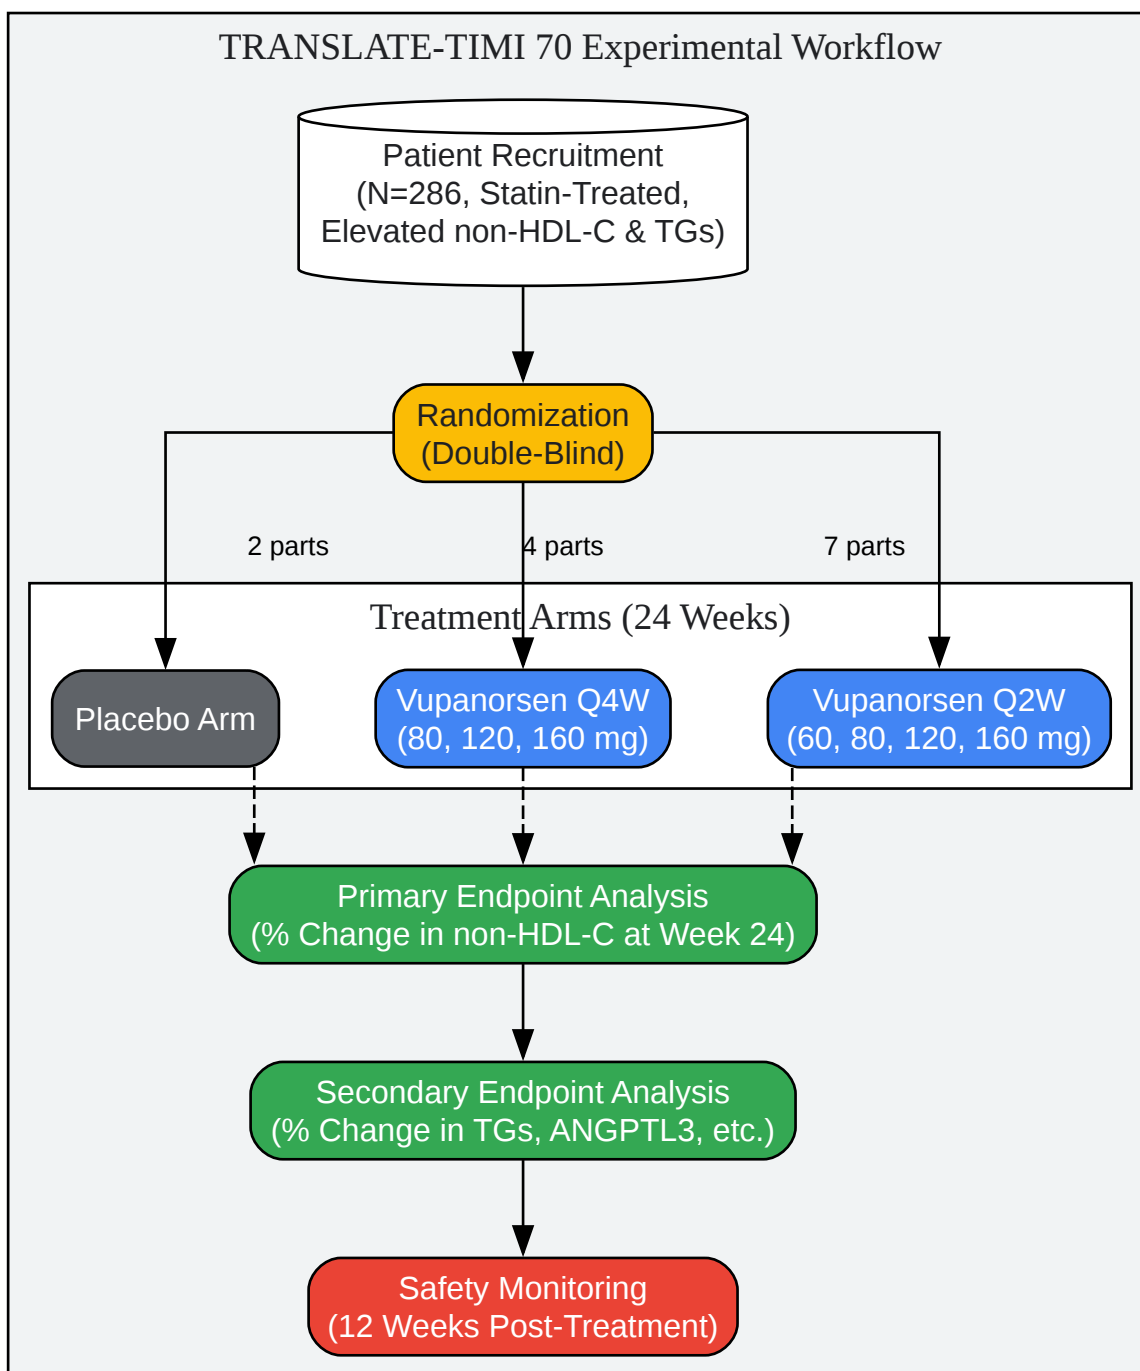 TRANSLATE-TIMI 70 Experimental Workflow
Patient Recruitment
(N=286, Statin-Treated,
Elevated non-HDL-C & TGs)
Randomization
(Double-Blind)
2 parts
4 parts
7 parts
Treatment Arms (24 Weeks)
Placebo Arm
Vupanorsen Q4W
(80, 120, 160 mg)
Vupanorsen Q2W
(60, 80, 120, 160 mg)
Primary Endpoint Analysis
(% Change in non-HDL-C at Week 24)
Secondary Endpoint Analysis
(% Change in TGs, ANGPTL3, etc.)
Safety Monitoring
(12 Weeks Post-Treatment)